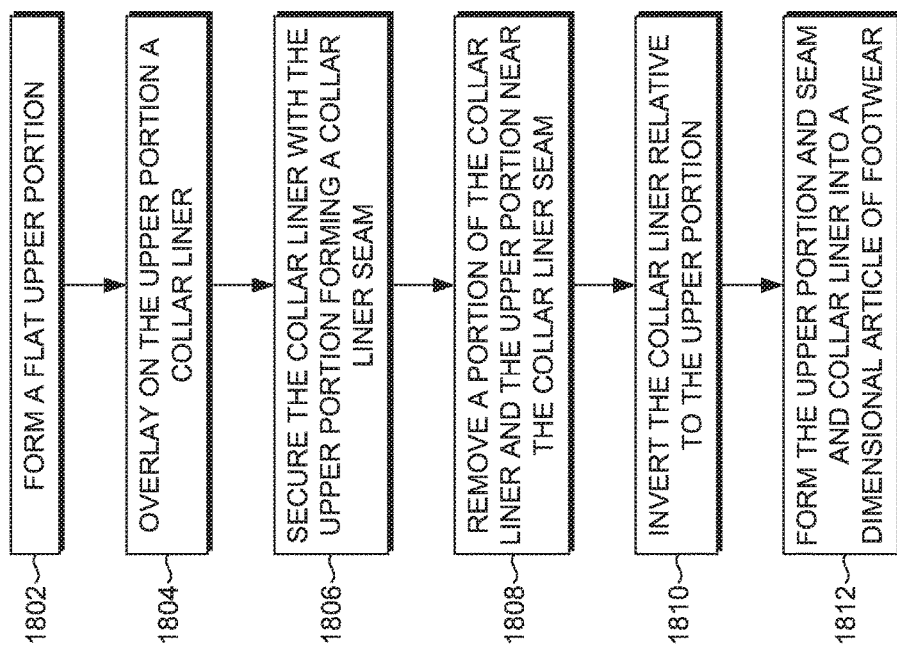 1802
FORM A FLAT UPPER PORTION
1804
OVERLAY ON THE UPPER PORTION A
COLLAR LINER
1806
SECURE THE COLLAR LINER WITH THE
UPPER PORTION FORMING A COLLAR
LINER SEAM
1808
REMOVE A PORTION OF THE COLLAR
LINER AND THE UPPER PORTION NEAR
THE COLLAR LINER SEAM
1810
INVERT THE COLLAR LINER RELATIVE
TO THE UPPER PORTION
1812
FORM THE UPPER PORTION AND SEAM
AND COLLAR LINER INTO A
DIMENSIONAL ARTICLE OF FOOTWEAR